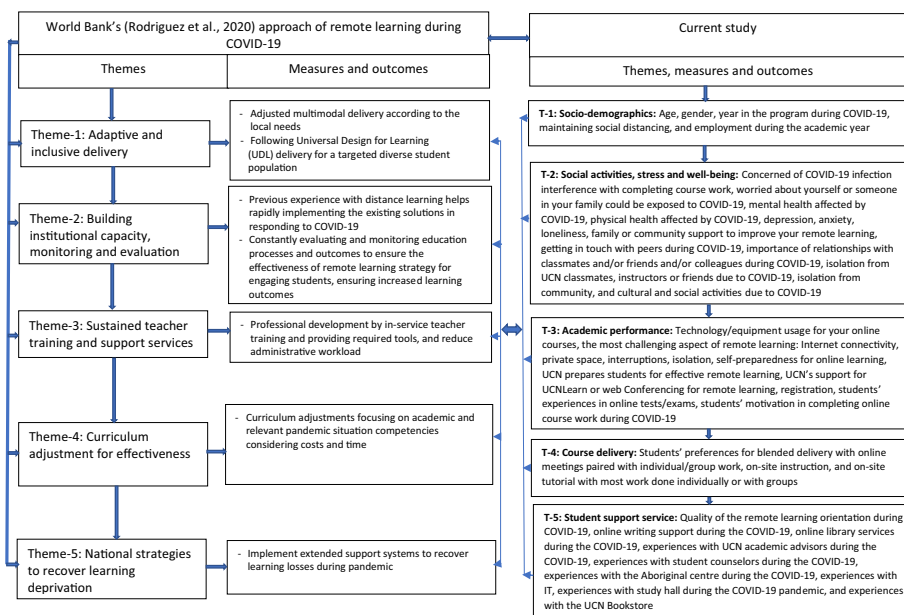 World Bank's (Rodriguez et al., 2020) approach of remote learning during
COVID-19
Themes
Measures and outcomes
Theme-1: Adaptive and
inclusive delivery
- Adjusted multimodal delivery according to the
local needs
- Following Universal Design for Learning
(UDL) delivery for a targeted diverse student
population
Theme-2: Building
institutional capacity,
monitoring and evaluation
- Previous experience with distance learning helps
rapidly implementing the existing solutions in
responding to COVID-19
- Constantly evaluating and monitoring education
processes and outcomes to ensure the
effectiveness of remote learning strategy for
engaging students, ensuring increased learning
outcomes
Theme-3: Sustained teacher
training and support services
- Professional development by in-service teacher
training and providing required tools, and reduce
administrative workload
Theme-4: Curriculum
adjustment for effectiveness
- Curriculum adjustments focusing on academic and
relevant pandemic situation competencies
considering costs and time
Theme-5: National strategies
to recover learning
deprivation
- Implement extended support systems to recover
learning losses during pandemic
Current study
Themes, measures and outcomes
T-1: Socio-demographics: Age, gender, year in the program during COVID-19,
maintaining social distancing, and employment during the academic year
T-2: Social activities, stress and well-being: Concerned of COVID-19 infection
interference with completing course work, worried about yourself or someone
in your family could be exposed to COVID-19, mental health affected by
COVID-19, physical health affected by COVID-19, depression, anxiety,
loneliness, family or community support to improve your remote learning,
getting in touch with peers during COVID-19, importance of relationships with
classmates and/or friends and/or colleagues during COVID-19, isolation from
UCN classmates, instructors or friends due to COVID-19, isolation from
community, and cultural and social activities due to COVID-19
T-3: Academic performance: Technology/equipment usage for your online
courses, the most challenging aspect of remote learning: Internet connectivity,
private space, interruptions, isolation, self-preparedness for online learning,
UCN prepares students for effective remote learning, UCN's support for
UCNLearn or web Conferencing for remote learning, registration, students'
experiences in online tests/exams, students' motivation in completing online
course work during COVID-19
T-4: Course delivery: Students' preferences for blended delivery with online
meetings paired with individual/group work, on-site instruction, and on-site
tutorial with most work done individually or with groups
T-5: Student support service: Quality of the remote learning orientation during
COVID-19, online writing support during the COVID-19, online library services
during the COVID-19, experiences with UCN academic advisors during the
COVID-19, experiences with student counselors during the COVID-19,
experiences with the Aboriginal centre during the COVID-19, experiences with
IT, experiences with study hall during the COVID-19 pandemic, and experiences
with the UCN Bookstore